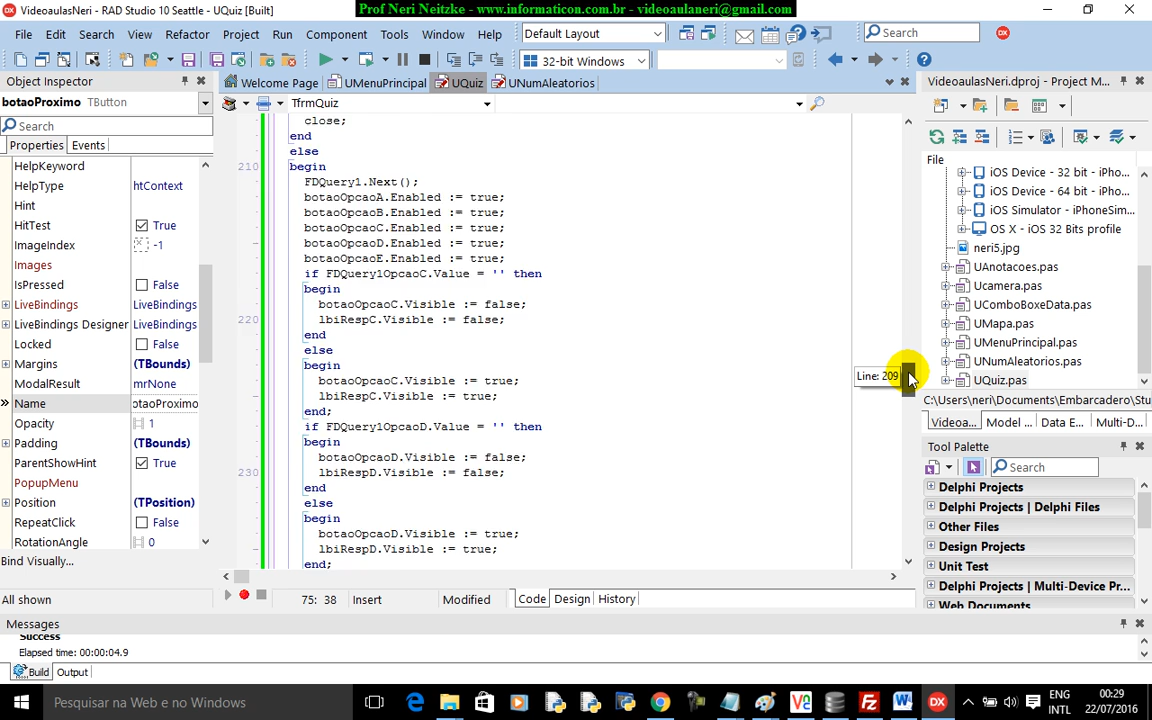 VideoaulasNeri - RAD Studio 10 Seattle - UQuiz [Built]
Prof Neri Neitzke - www.informaticon.com.br - videoaulaneri@gmail.com
File Edit Search View Refactor Project Run Component Tools Window Help
Default Layout
Search
32-bit Windows
Object Inspector
botaoProximo TButton
Search
Properties Events
HelpKeyword
HelpType htContext
Hint
HitTest True
ImageIndex -1
Images
IsPressed False
LiveBindings LiveBindings
LiveBindings Designer LiveBindings
Locked False
Margins (TBounds)
ModalResult mrNone
Name otaoProximo
Opacity 1
Padding (TBounds)
ParentShowHint True
PopupMenu
Position (TPosition)
RepeatClick False
RotationAngle 0
Bind Visually...
All shown
Welcome Page UMenuPrincipal UQuiz UNumAleatorios
TfrmQuiz
close;
end
else
210 begin
FDQuery1.Next();
botaoOpcaoA.Enabled := true;
botaoOpcaoB.Enabled := true;
botaoOpcaoC.Enabled := true;
botaoOpcaoD.Enabled := true;
botaoOpcaoE.Enabled := true;
if FDQuery1OpcaoC.Value = '' then
begin
botaoOpcaoC.Visible := false;
220 lbiRespC.Visible := false;
end
else
begin
botaoOpcaoC.Visible := true;
lbiRespC.Visible := true;
end;
if FDQuery1OpcaoD.Value = '' then
begin
botaoOpcaoD.Visible := false;
230 lbiRespD.Visible := false;
end
else
begin
botaoOpcaoD.Visible := true;
lbiRespD.Visible := true;
end;
Line: 209
75: 38 Insert Modified Code Design History
VideoaulasNeri.dproj - Project M...
File
iOS Device - 32 bit - iPho...
iOS Device - 64 bit - iPho...
iOS Simulator - iPhoneSim...
OS X - iOS 32 Bits profile
neri5.jpg
UAnotacoes.pas
Ucamera.pas
UComboBoxeData.pas
UMapa.pas
UMenuPrincipal.pas
UNumAleatorios.pas
UQuiz.pas
C:\Users\neri\Documents\Embarcadero\Stu
Videoa... Model ... Data E... Multi-D...
Tool Palette
Search
Delphi Projects
Delphi Projects | Delphi Files
Other Files
Design Projects
Unit Test
Delphi Projects | Multi-Device Pr...
Web Documents
Messages
Success
Elapsed time: 00:00:04.9
Build Output
Pesquisar na Web e no Windows
ENG
INTL
00:29
22/07/2016